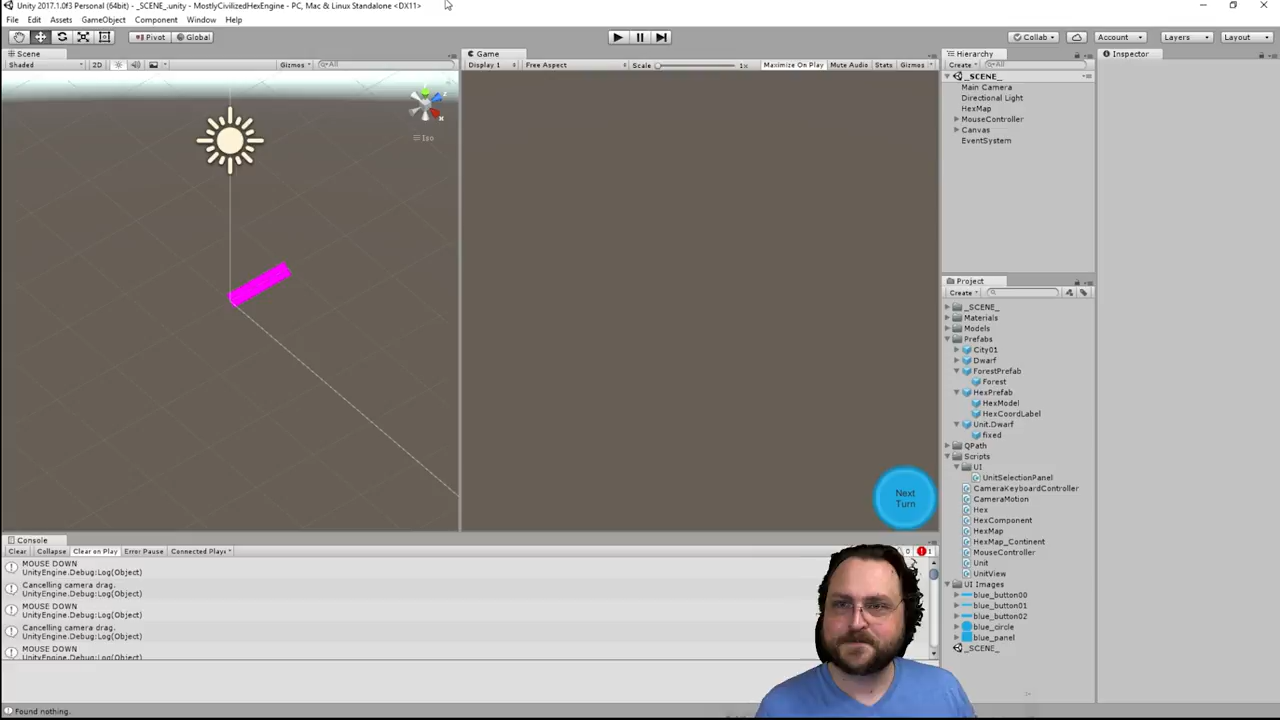 Unity 2017.1.0f3 Personal (64bit) - _SCENE_.unity - MostlyCivilizedHexEngine - PC, Mac & Linux Standalone <DX11>
File Edit Assets GameObject Component Window Help
Pivot Global Collab Account Layers Layout
Scene
Shaded 2D Gizmos All
Iso
Game
Display 1 Free Aspect Scale 1x Maximize On Play Mute Audio Stats Gizmos
Next
Turn
Hierarchy
Create All
_SCENE_
Main Camera
Directional Light
HexMap
MouseController
Canvas
EventSystem
Inspector
Project
Create
_SCENE_
Materials
Models
Prefabs
City01
Dwarf
ForestPrefab
Forest
HexPrefab
HexModel
HexCoordLabel
Unit.Dwarf
fixed
QPath
Scripts
UI
UnitSelectionPanel
CameraKeyboardController
CameraMotion
Hex
HexComponent
HexMap
HexMap_Continent
MouseController
Unit
UnitView
UI Images
blue_button00
blue_button01
blue_button02
blue_circle
blue_panel
_SCENE_
Console
Clear Collapse Clear on Play Error Pause Connected Playe 0 1
MOUSE DOWN
UnityEngine.Debug:Log(Object)
Cancelling camera drag.
UnityEngine.Debug:Log(Object)
MOUSE DOWN
UnityEngine.Debug:Log(Object)
Cancelling camera drag.
UnityEngine.Debug:Log(Object)
MOUSE DOWN
UnityEngine.Debug:Log(Object)
Found nothing.